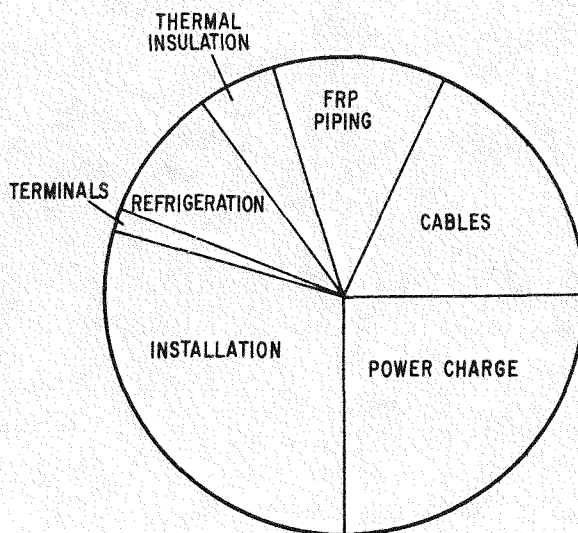 THERMAL
INSULATION
FRP
PIPING
TERMINALS
REFRIGERATION
CABLES
INSTALLATION
POWER CHARGE